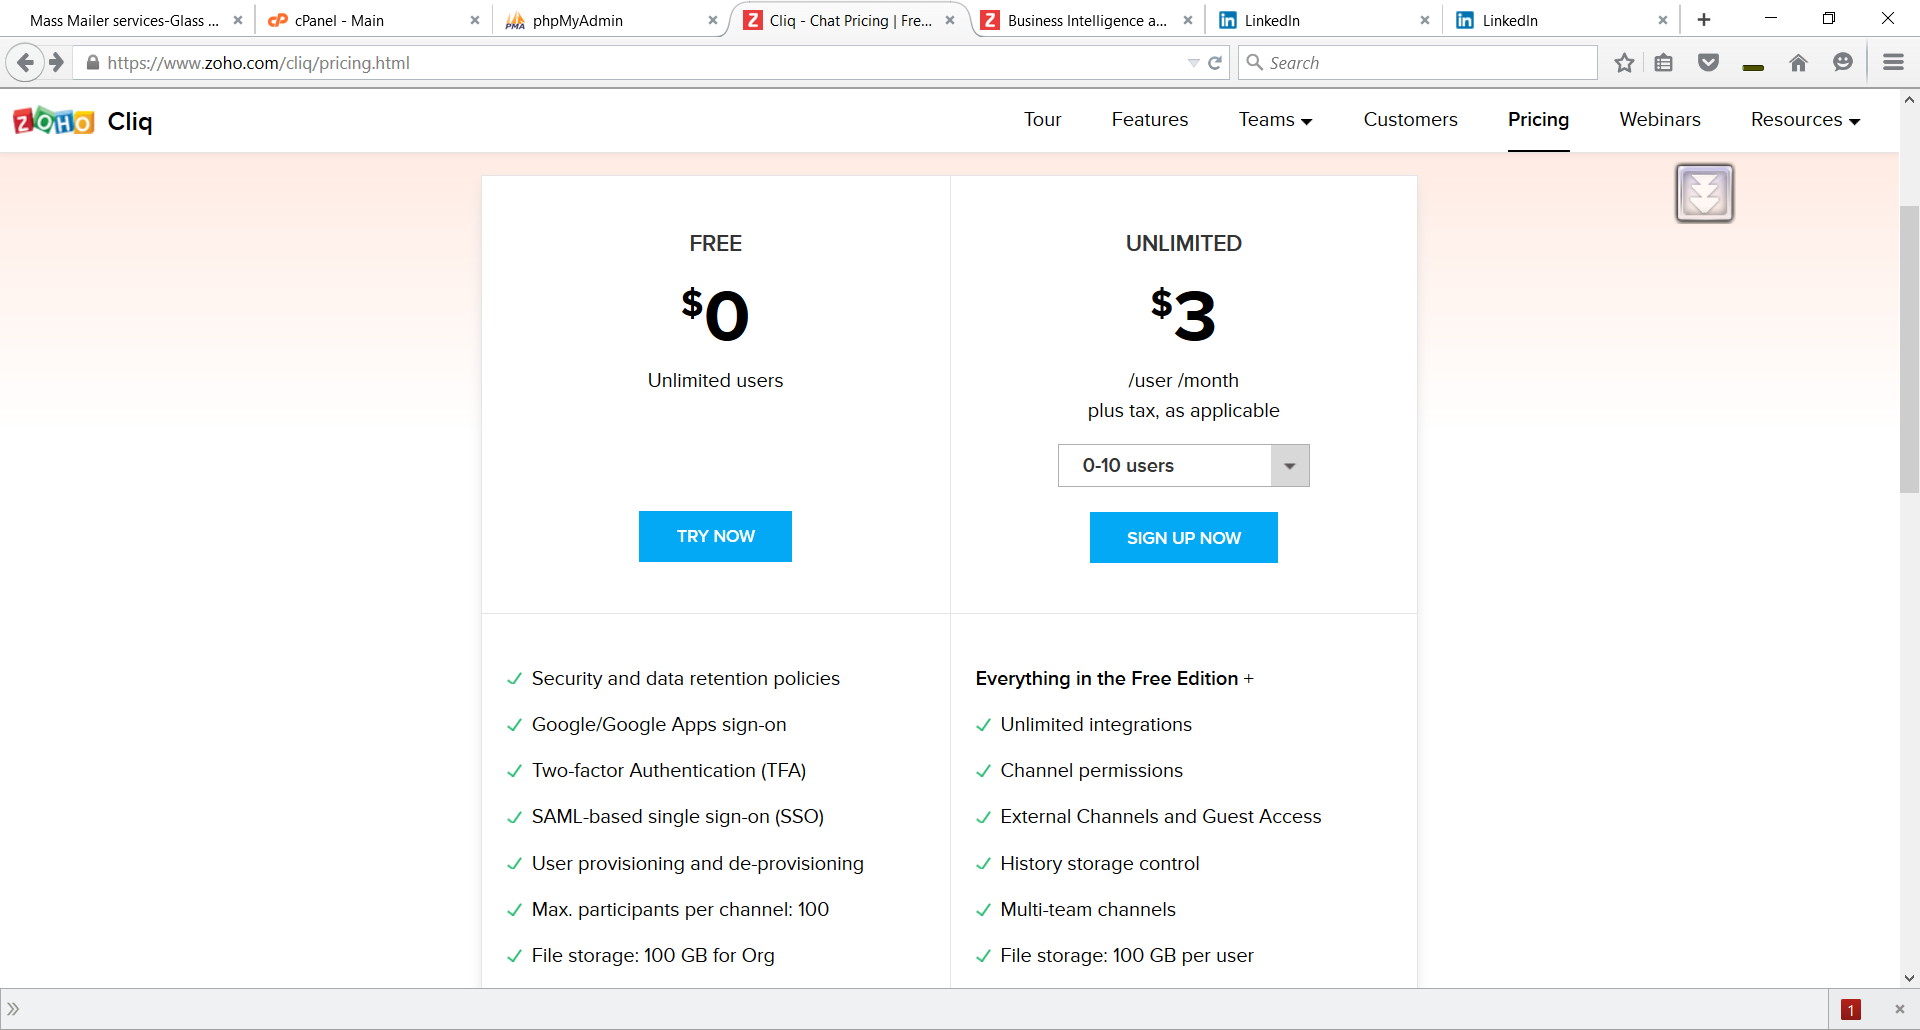 Mass Mailer services-Glass ...
cPanel - Main
phpMyAdmin
Cliq - Chat Pricing | Fre...
Business Intelligence a...
LinkedIn
LinkedIn
https://www.zoho.com/cliq/pricing.html
Search
ZOHO Cliq
Tour
Features
Teams
Customers
Pricing
Webinars
Resources
FREE
$0
Unlimited users
TRY NOW
UNLIMITED
$3
/user /month
plus tax, as applicable
0-10 users
SIGN UP NOW
Security and data retention policies
Google/Google Apps sign-on
Two-factor Authentication (TFA)
SAML-based single sign-on (SSO)
User provisioning and de-provisioning
Max. participants per channel: 100
File storage: 100 GB for Org
Everything in the Free Edition +
Unlimited integrations
Channel permissions
External Channels and Guest Access
History storage control
Multi-team channels
File storage: 100 GB per user
1